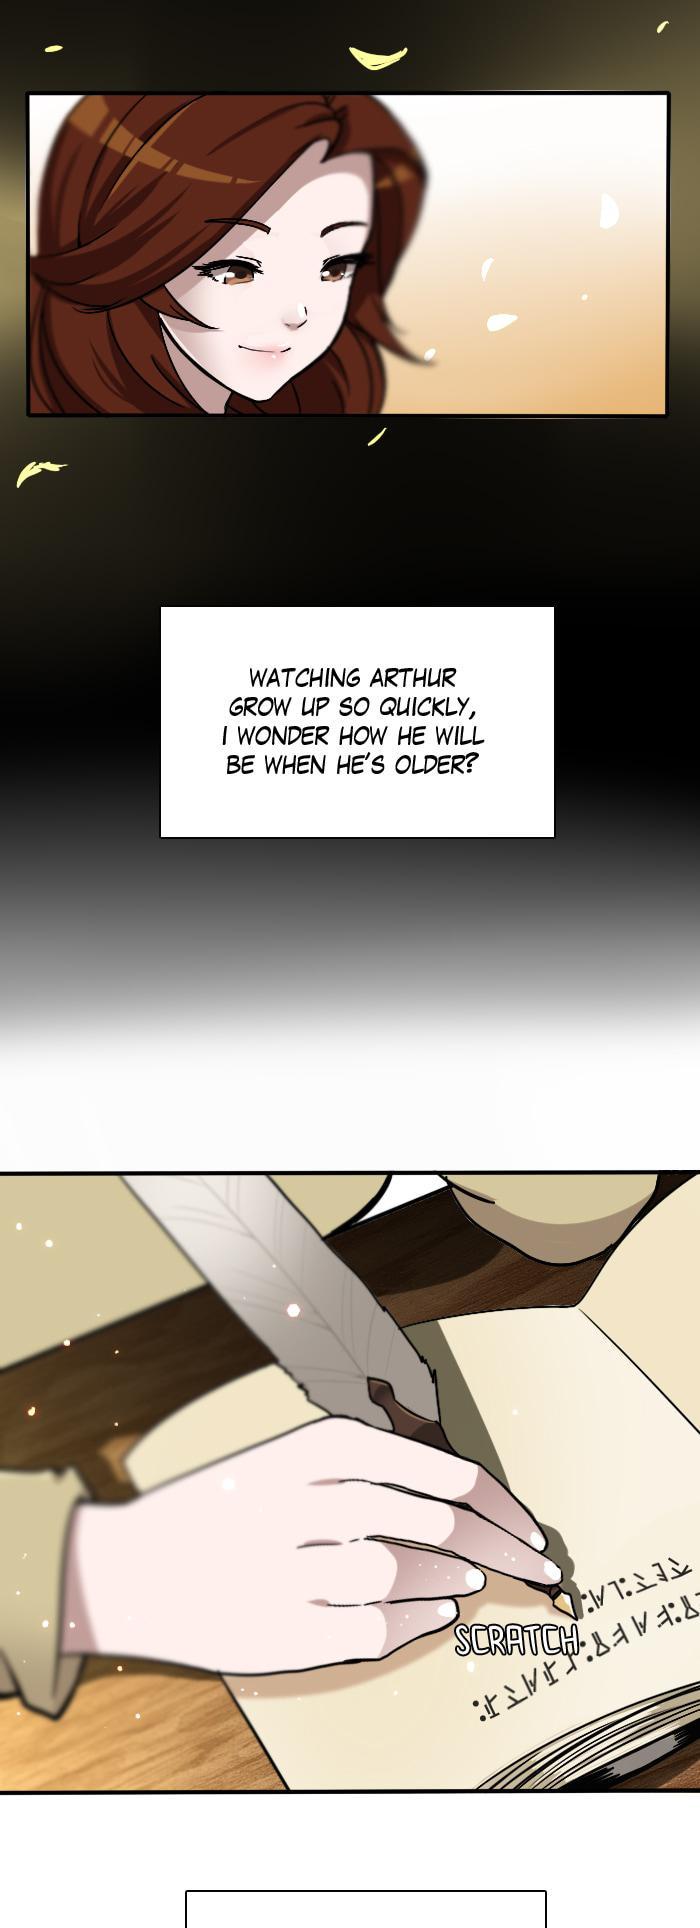 WATCHING ARTHUR
GROW UP SO QUICKLY,
I WONDER HOW HE WILL
BE WHEN HE'S OLDER?
SCRATCH